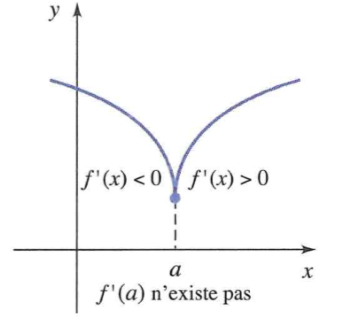 y
f'(x) < 0
f'(x) > 0
a
x
f'(a) n'existe pas